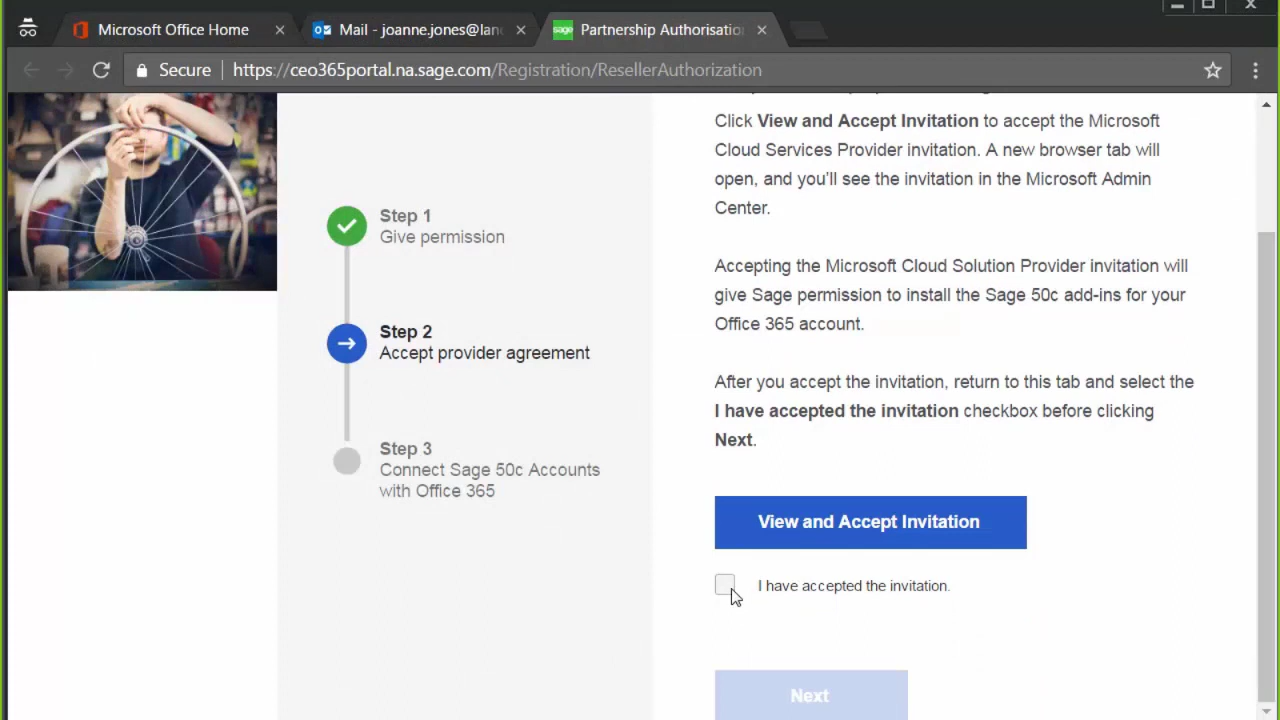 Microsoft Office Home
Mail - joanne.jones@lan
sage
Partnership Authorisatio
Secure
https://ceo365portal.na.sage.com/Registration/ResellerAuthorization
Click View and Accept Invitation to accept the Microsoft
Cloud Services Provider invitation. A new browser tab will
open, and you'll see the invitation in the Microsoft Admin
Center.
Step 1
Give permission
Accepting the Microsoft Cloud Solution Provider invitation will
give Sage permission to install the Sage 50c add-ins for your
Office 365 account.
Step 2
Accept provider agreement
After you accept the invitation, return to this tab and select the
I have accepted the invitation checkbox before clicking
Next.
Step 3
Connect Sage 50c Accounts
with Office 365
View and Accept Invitation
I have accepted the invitation.
Next